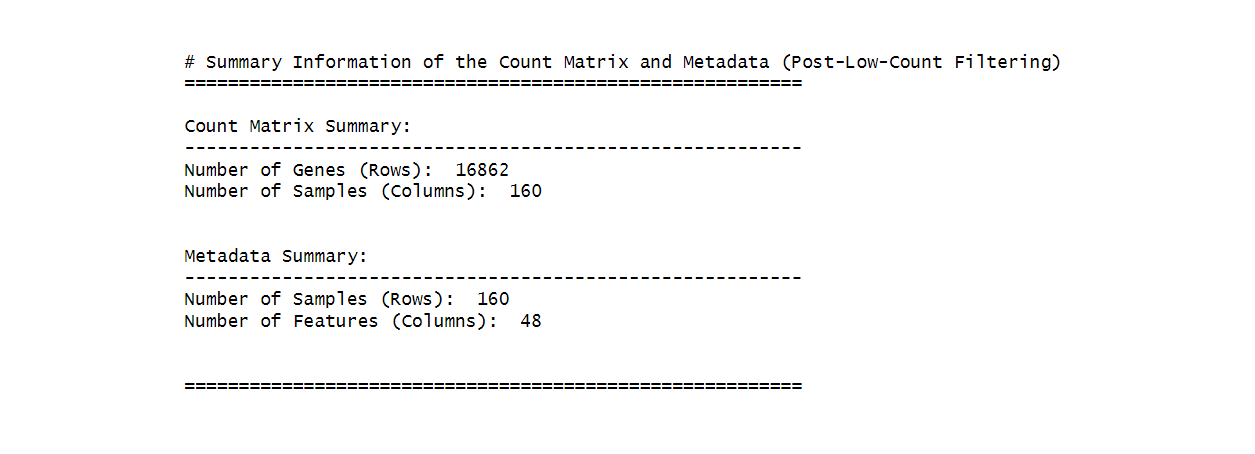 # Summary Information of the Count Matrix and Metadata (Post-Low-Count Filtering)
=========================================================
Count Matrix Summary:
---------------------------------------------------------
Number of Genes (Rows):  16862
Number of Samples (Columns):  160
Metadata Summary:
---------------------------------------------------------
Number of Samples (Rows):  160
Number of Features (Columns):  48
=========================================================